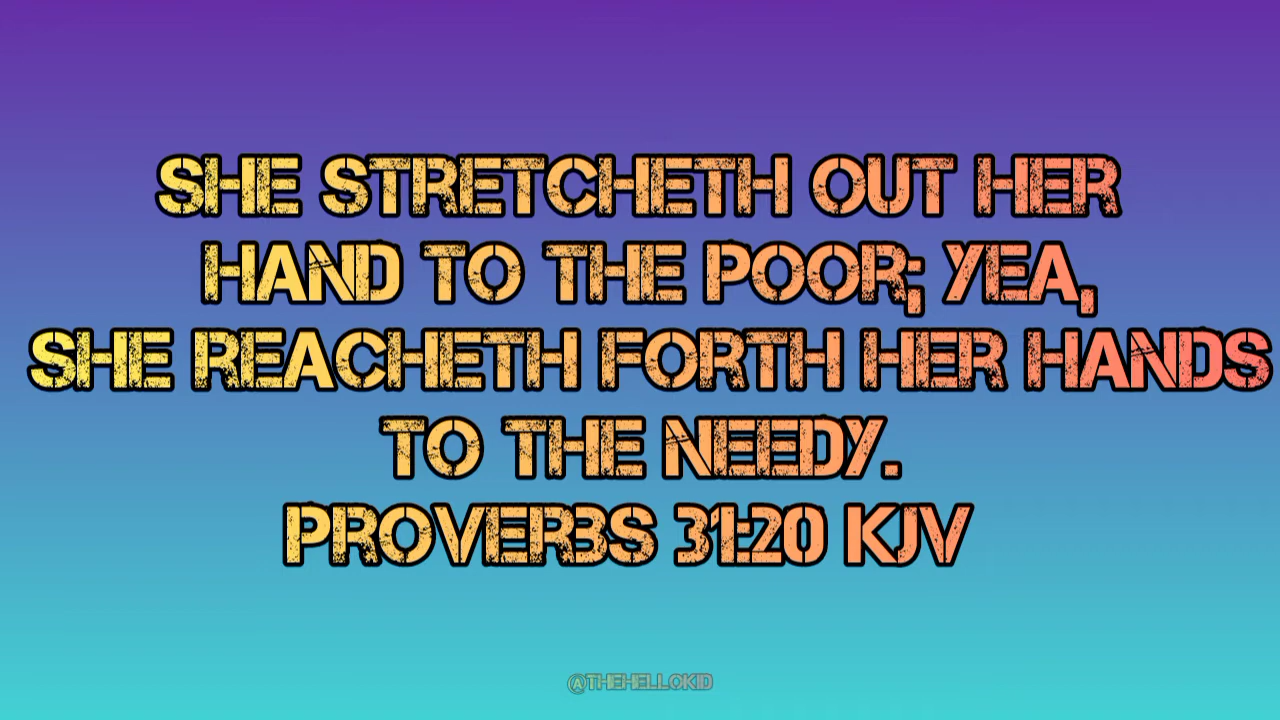 SHE STRETCHETH OUT HER
HAND TO THE POOR; YEA,
SHE REACHETH FORTH HER HANDS
TO THE NEEDY.
PROVERBS 31:20 KJV
@THEHELLOKID